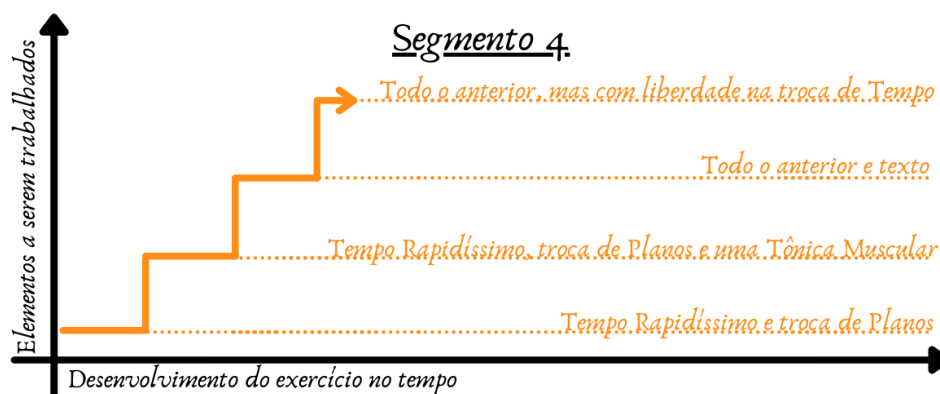 Segmento 4
Elementos a serem trabalhados
Todo o anterior, mas com liberdade na troca de Tempo
Todo o anterior e texto
Tempo Rapidíssimo, troca de Planos e uma Tônica Muscular
Tempo Rapidíssimo e troca de Planos
Desenvolvimento do exercício no tempo